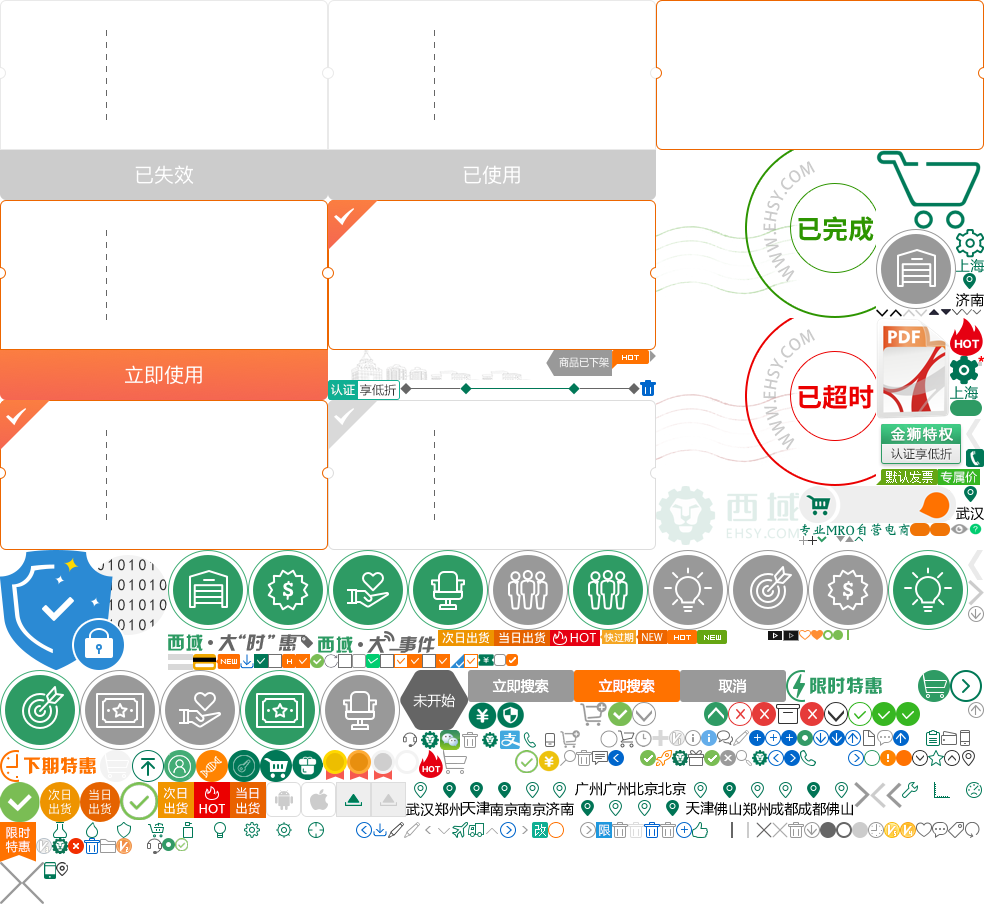 已失效
已使用
WWW.EHSY.COM
已完成
上海
济南
立即使用
商品已下架
HOT
认证 享低折
WWW.EHSY.COM
已超时
PDF
HOT
上海
金狮特权
认证享低折
默认发票 专属价
西域
EHSY.COM
专业MRO自营电商
武汉
01010
101010
101010
1010
西域·大“时”惠
西域·大事件
次日出货 当日出货 HOT 快过期 NEW HOT NEW
NEW
未开始
立即搜索
立即搜索
取消
限时特惠
下期特惠
HOT
次日出货
当日出货
次日出货
HOT
当日出货
广州广州北京北京
武汉郑州天津南京南京济南
天津佛山郑州成都成都佛山
限时特惠
改
限